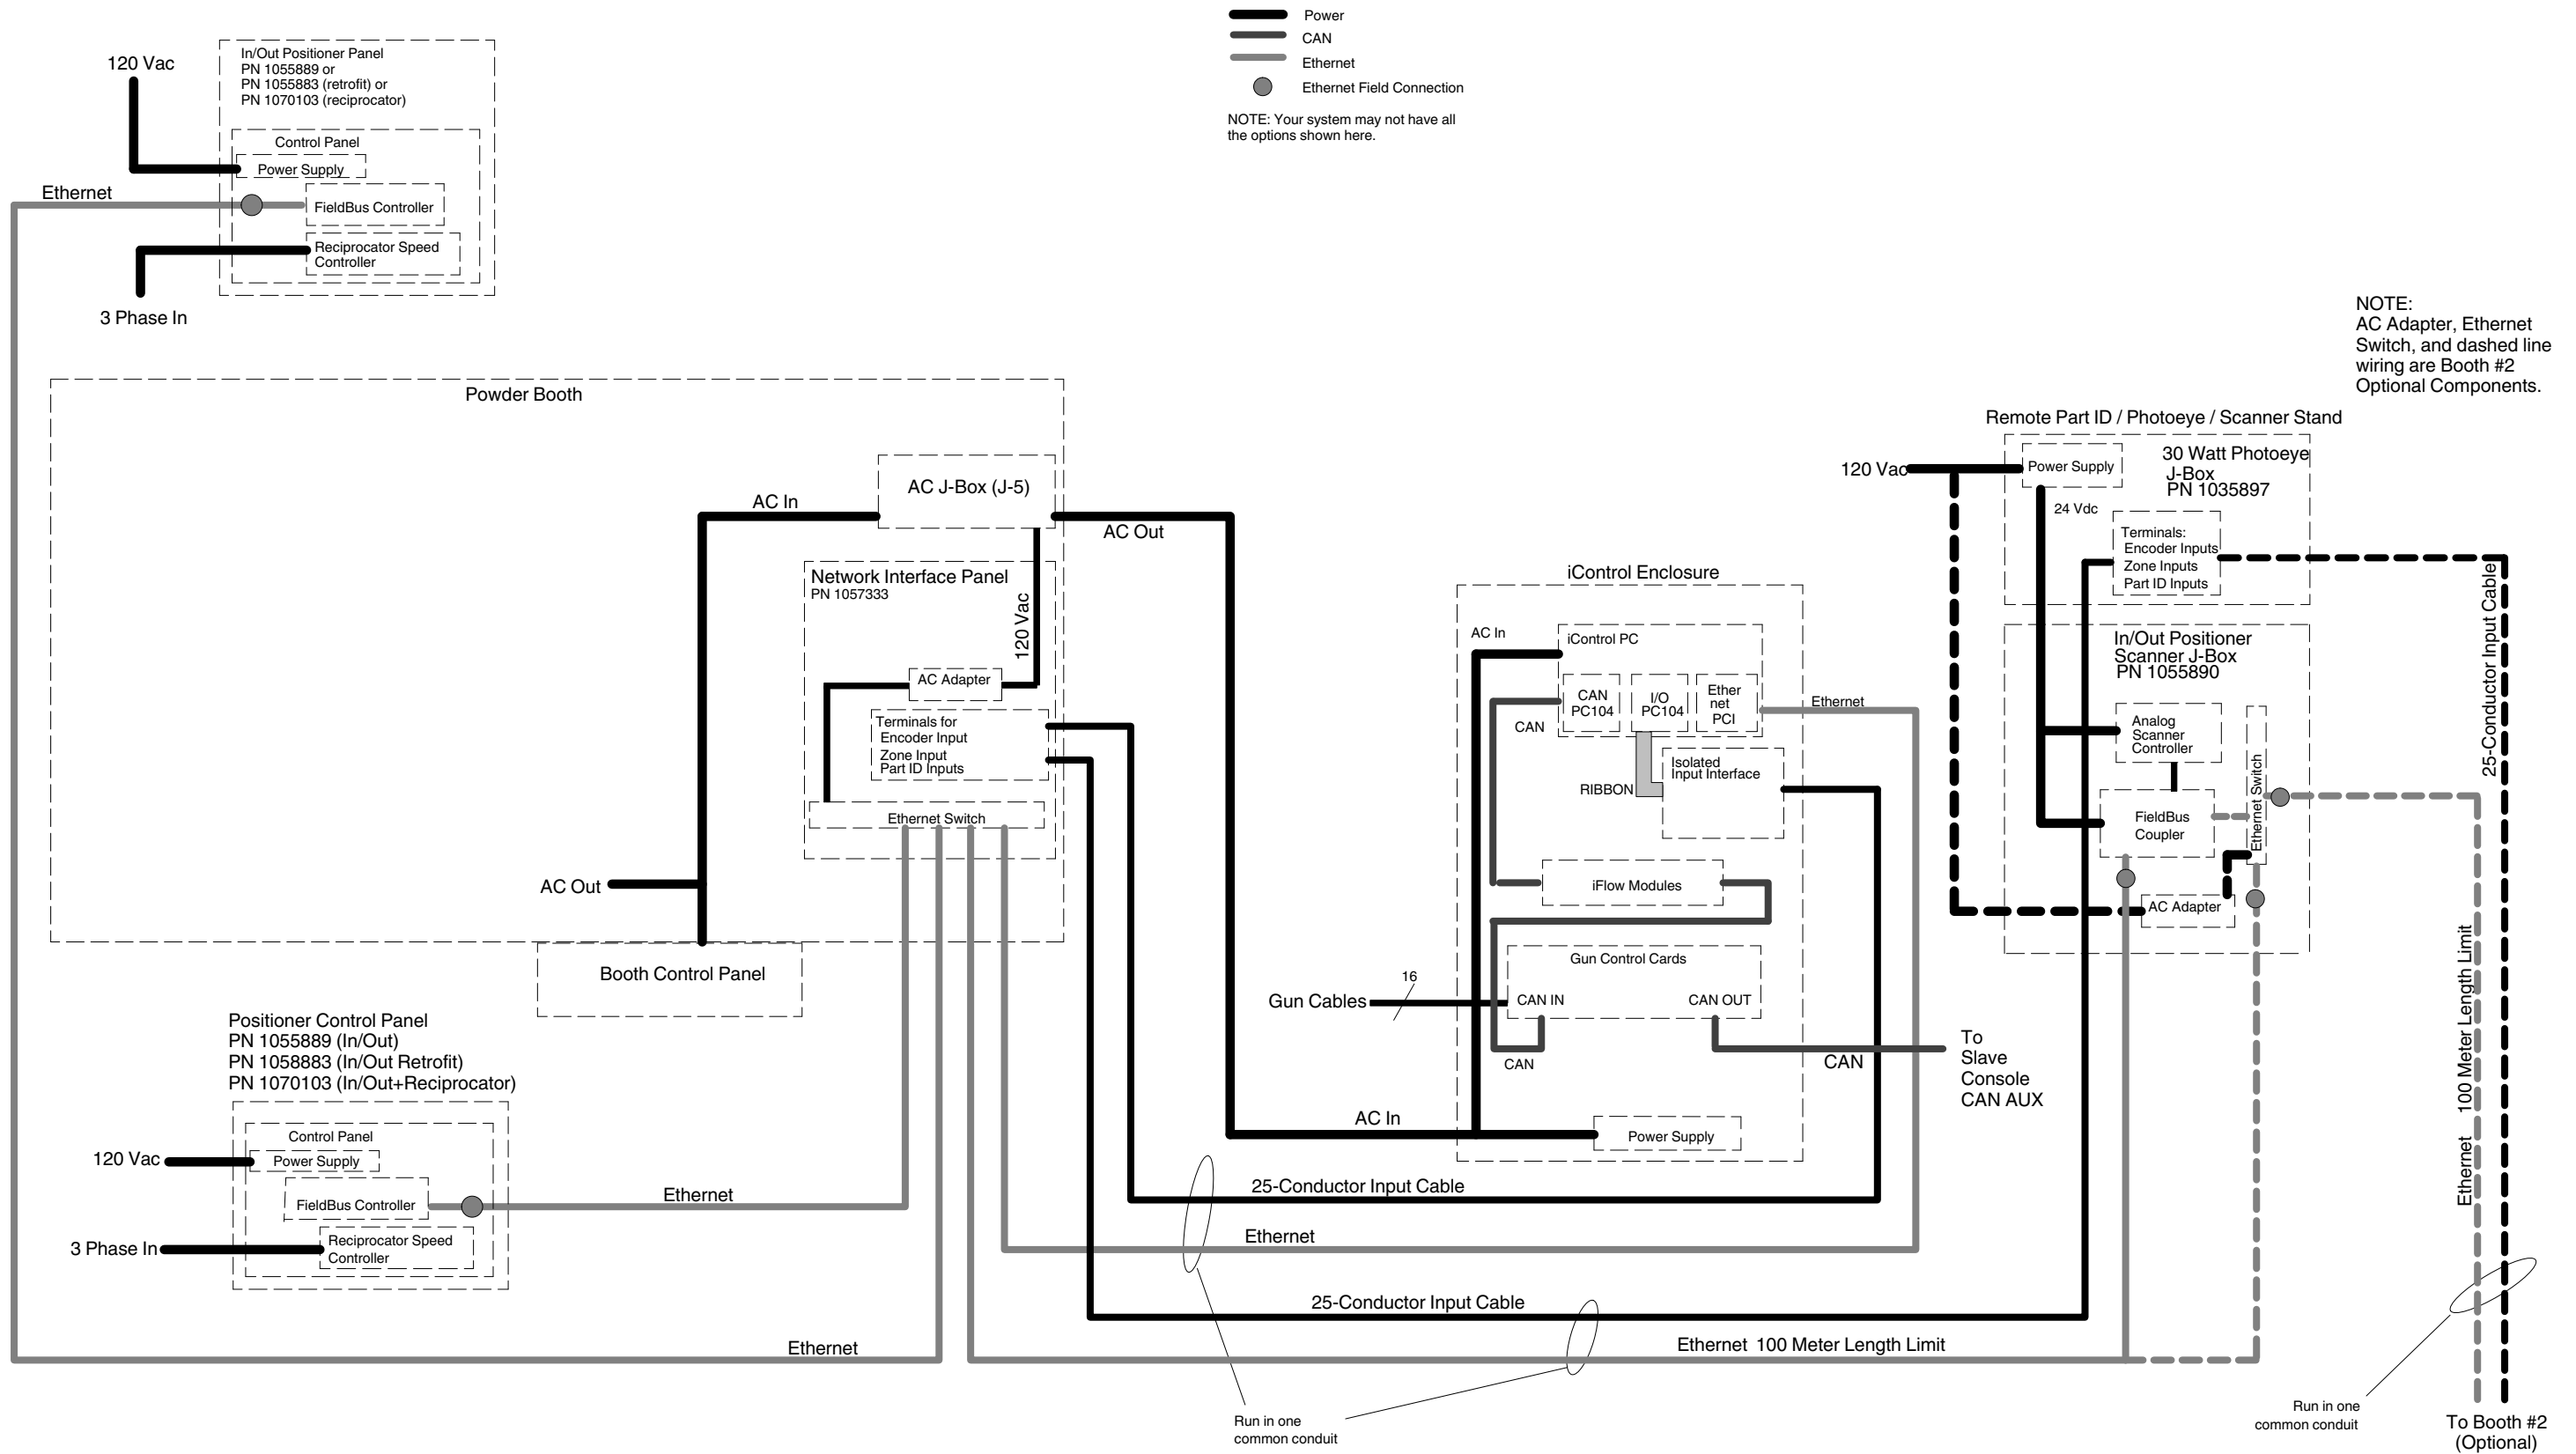 Power
CAN
Ethernet
Ethernet Field Connection
NOTE: Your system may not have all
the options shown here.
120 Vac
In/Out Positioner Panel
PN 1055889 or
PN 1055883 (retrofit) or
PN 1070103 (reciprocator)
Control Panel
Power Supply
Ethernet
FieldBus Controller
Reciprocator Speed
Controller
3 Phase In
NOTE:
AC Adapter, Ethernet
Switch, and dashed line
wiring are Booth #2
Optional Components.
Powder Booth
AC J-Box (J-5)
AC In
AC Out
Network Interface Panel
PN 1057333
120 Vac
AC Adapter
Terminals for
Encoder Input
Zone Input
Part ID Inputs
Ethernet Switch
AC Out
Booth Control Panel
Positioner Control Panel
PN 1055889 (In/Out)
PN 1058883 (In/Out Retrofit)
PN 1070103 (In/Out+Reciprocator)
Control Panel
120 Vac
Power Supply
FieldBus Controller
Ethernet
3 Phase In
Reciprocator Speed
Controller
Ethernet
iControl Enclosure
AC In
iControl PC
CAN
PC104
I/O
PC104
Ether
net
PCI
Ethernet
CAN
Isolated
Input Interface
RIBBON
iFlow Modules
Gun Control Cards
16
Gun Cables
CAN IN
CAN OUT
CAN
CAN
To
Slave
Console
CAN AUX
AC In
Power Supply
25-Conductor Input Cable
Ethernet
25-Conductor Input Cable
Ethernet 100 Meter Length Limit
Run in one
common conduit
Remote Part ID / Photoeye / Scanner Stand
120 Vac
Power Supply
30 Watt Photoeye
J-Box
PN 1035897
24 Vdc
Terminals:
Encoder Inputs
Zone Inputs
Part ID Inputs
In/Out Positioner
Scanner J-Box
PN 1055890
Analog
Scanner
Controller
FieldBus
Coupler
Ethernet Switch
AC Adapter
25-Conductor Input Cable
Ethernet 100 Meter Length Limit
Run in one
common conduit
To Booth #2
(Optional)